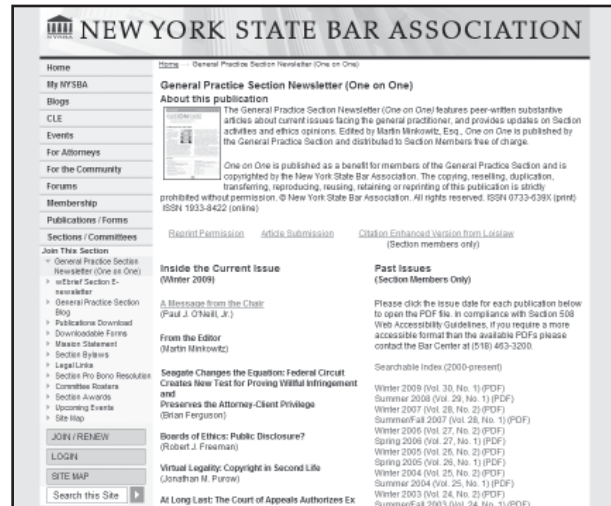 NEW YORK STATE BAR ASSOCIATION
Home
My NYSBA
Blogs
CLE
Events
For Attorneys
For the Community
Forums
Membership
Publications / Forms
Sections / Committees
Join This Section
General Practice Section
Newsletter (One on One)
wEbrief Section E-
newsletter
General Practice Section
Blog
Publications Download
Downloadable Forms
Mission Statement
Section Bylaws
Legal Links
Section Pro Bono Resolution
Committee Rosters
Section Awards
Upcoming Events
Site Map
JOIN / RENEW
LOGIN
SITE MAP
Search this Site
Home → General Practice Section Newsletter (One on One)
General Practice Section Newsletter (One on One)
About this publication
The General Practice Section Newsletter (One on One) features peer-written substantive
articles about current issues facing the general practitioner, and provides updates on Section
activities and ethics opinions. Edited by Martin Minkowitz, Esq., One on One is published by
the General Practice Section and distributed to Section Members free of charge.
One on One is published as a benefit for members of the General Practice Section and is
copyrighted by the New York State Bar Association. The copying, reselling, duplication,
transferring, reproducing, reusing, retaining or reprinting of this publication is strictly
prohibited without permission. © New York State Bar Association. All rights reserved. ISSN 0733-639X (print)
ISSN 1933-8422 (online)
Reprint Permission Article Submission Citation Enhanced Version from Loislaw
(Section members only)
Inside the Current Issue
(Winter 2009)
A Message from the Chair
(Paul J. O'Neill, Jr.)
From the Editor
(Martin Minkowitz)
Seagate Changes the Equation: Federal Circuit
Creates New Test for Proving Willful Infringement
and
Preserves the Attorney-Client Privilege
(Brian Ferguson)
Boards of Ethics: Public Disclosure?
(Robert J. Freeman)
Virtual Legality: Copyright in Second Life
(Jonathan M. Purow)
At Long Last: The Court of Appeals Authorizes Ex
Past Issues
(Section Members Only)
Please click the issue date for each publication below
to open the PDF file. In compliance with Section 508
Web Accessibility Guidelines, if you require a more
accessible format than the available PDFs please
contact the Bar Center at (518) 463-3200.
Searchable Index (2000-present)
Winter 2009 (Vol. 30, No. 1) (PDF)
Summer 2008 (Vol. 29, No. 1) (PDF)
Winter 2007 (Vol. 28, No. 2) (PDF)
Summer/Fall 2007 (Vol. 28, No. 1) (PDF)
Winter 2006 (Vol. 27, No. 2) (PDF)
Spring 2006 (Vol. 27, No. 1) (PDF)
Winter 2005 (Vol. 26, No. 2) (PDF)
Spring 2005 (Vol. 26, No. 1) (PDF)
Winter 2004 (Vol. 25, No. 2) (PDF)
Summer 2004 (Vol. 25, No. 1) (PDF)
Winter 2003 (Vol. 24, No. 2) (PDF)
Summer/Fall 2003 (Vol. 24, No. 1) (PDF)